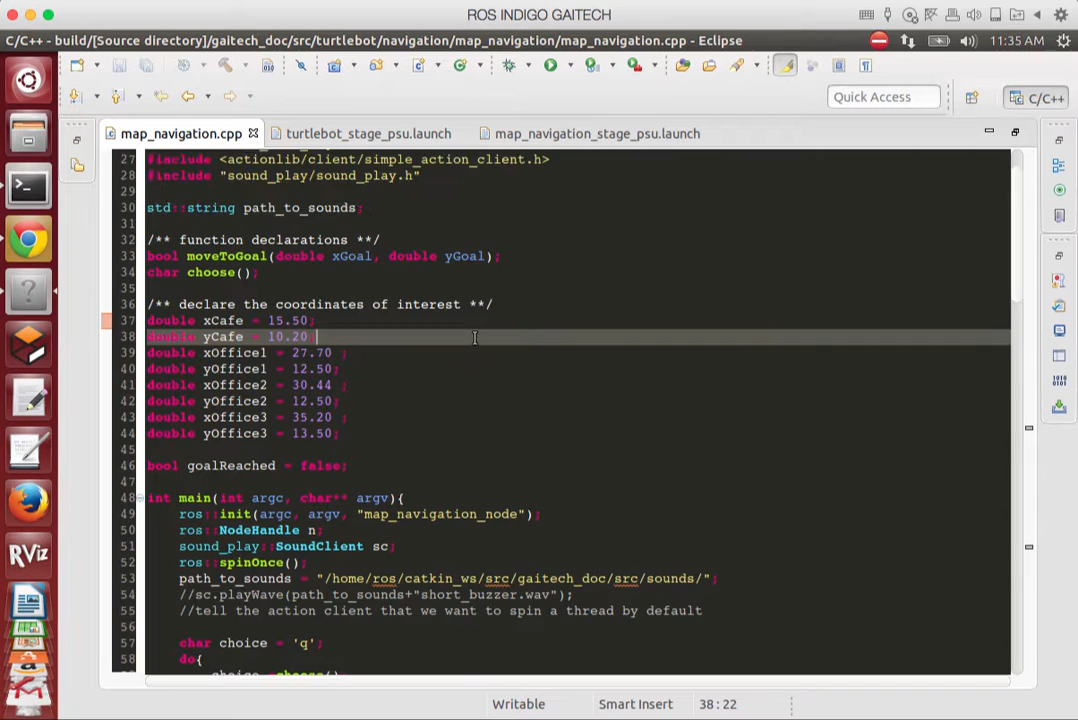 ROS INDIGO GAITECH
C/C++ - build/[Source directory]/gaitech_doc/src/turtlebot/navigation/map_navigation/map_navigation.cpp - Eclipse
11:35 AM
Quick Access
C/C++
map_navigation.cpp
turtlebot_stage_psu.launch
map_navigation_stage_psu.launch
27 #include <actionlib/client/simple_action_client.h>
28 #include "sound_play/sound_play.h"
29
30 std::string path_to_sounds;
31
32 /** function declarations **/
33 bool moveToGoal(double xGoal, double yGoal);
34 char choose();
35
36 /** declare the coordinates of interest **/
37 double xCafe = 15.50;
38 double yCafe = 10.20;
39 double xOffice1 = 27.70 ;
40 double yOffice1 = 12.50;
41 double xOffice2 = 30.44 ;
42 double yOffice2 = 12.50;
43 double xOffice3 = 35.20 ;
44 double yOffice3 = 13.50;
45
46 bool goalReached = false;
47
48 int main(int argc, char** argv){
49 ros::init(argc, argv, "map_navigation_node");
50 ros::NodeHandle n;
51 sound_play::SoundClient sc;
52 ros::spinOnce();
53 path_to_sounds = "/home/ros/catkin_ws/src/gaitech_doc/src/sounds/";
54 //sc.playWave(path_to_sounds+"short_buzzer.wav");
55 //tell the action client that we want to spin a thread by default
56
57 char choice = 'q';
58 do{
choice =choose();
RViz
Writable
Smart Insert
38 : 22